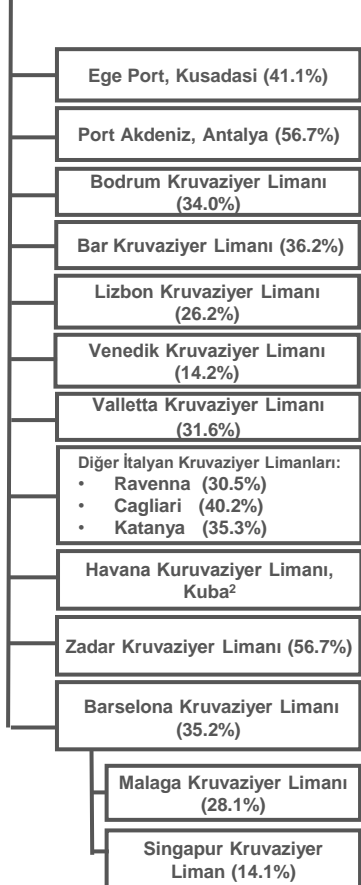 Ege Port, Kusadasi (41.1%)
Port Akdeniz, Antalya (56.7%)
Bodrum Kruvaziyer Limanı
(34.0%)
Bar Kruvaziyer Limanı (36.2%)
Lizbon Kruvaziyer Limanı
(26.2%)
Venedik Kruvaziyer Limanı
(14.2%)
Valletta Kruvaziyer Limanı
(31.6%)
Diğer İtalyan Kruvaziyer Limanları:
• Ravenna (30.5%)
• Cagliari (40.2%)
• Katanya (35.3%)
Havana Kuruvaziyer Limanı,
Kuba²
Zadar Kruvaziyer Limanı (56.7%)
Barselona Kruvaziyer Limanı
(35.2%)
Malaga Kruvaziyer Limanı
(28.1%)
Singapur Kruvaziyer
Liman (14.1%)